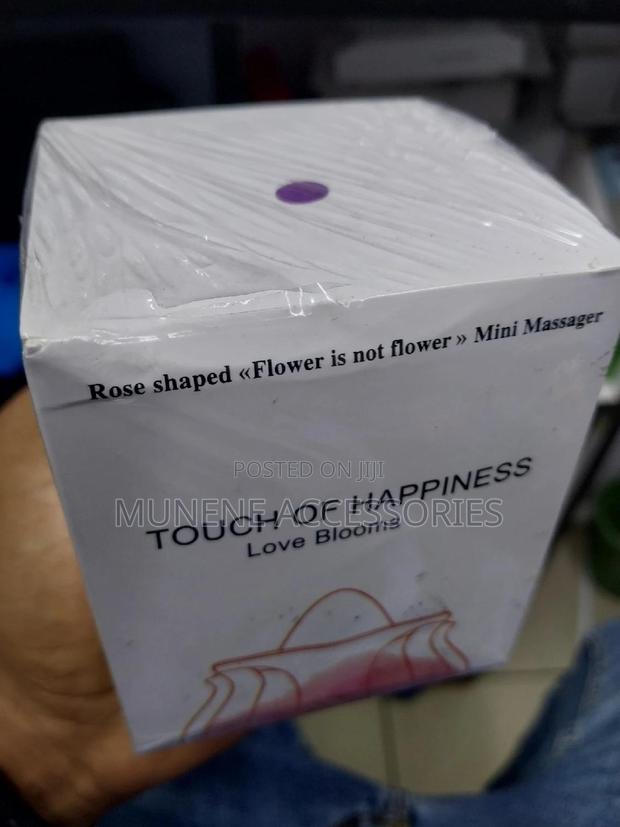 Rose shaped «Flower is not flower» Mini Massager
POSTED ON JIJI
MUNENE ACCESSORIES
TOUCH OF HAPPINESS
Love Blooms